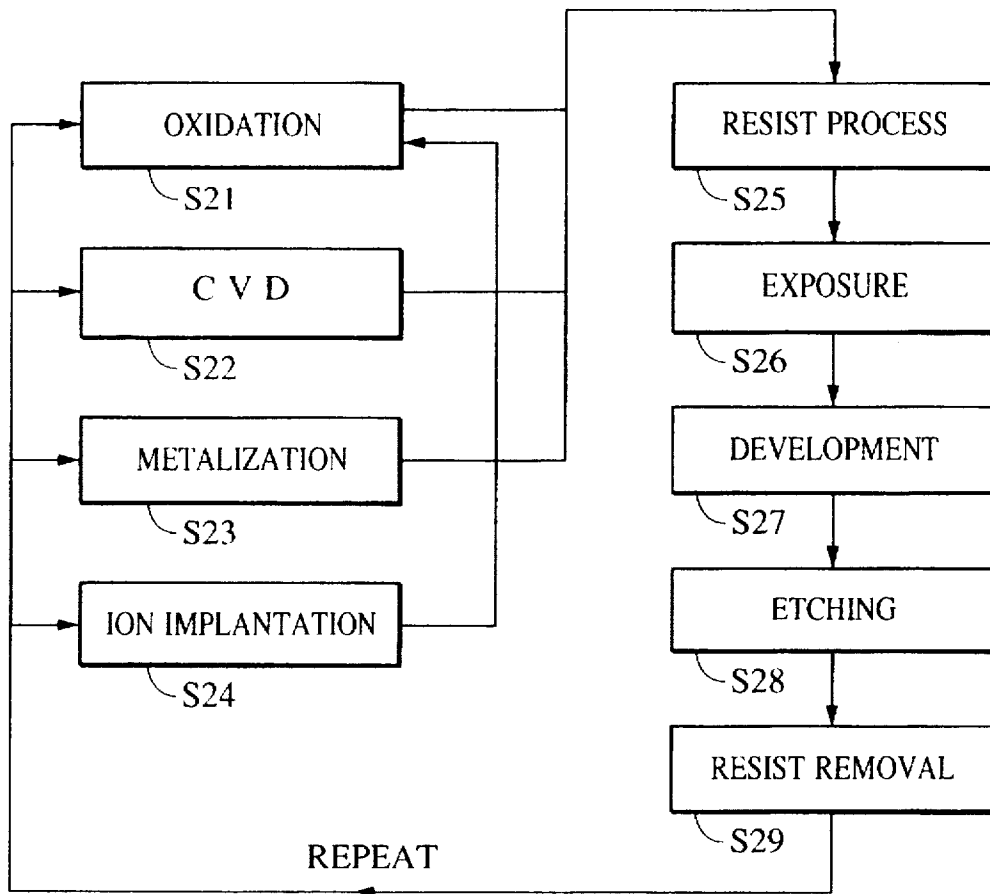 OXIDATION
S21
C V D
S22
METALIZATION
S23
ION IMPLANTATION
S24
RESIST PROCESS
S25
EXPOSURE
S26
DEVELOPMENT
S27
ETCHING
S28
RESIST REMOVAL
S29
REPEAT